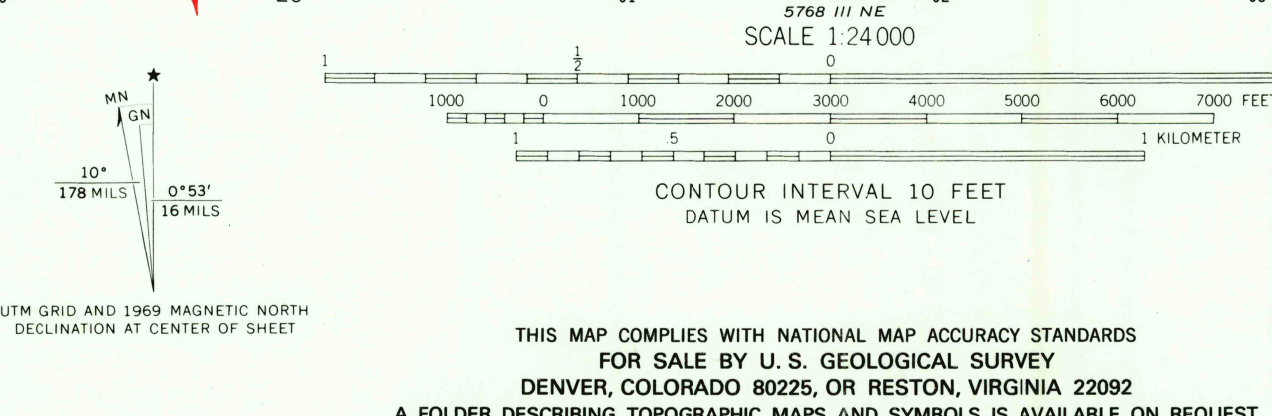 5768 III NE
SCALE 1:24 000
1 ½ 0
1000 0 1000 2000 3000 4000 5000 6000 7000 FEET
1 .5 0 1 KILOMETER
CONTOUR INTERVAL 10 FEET
DATUM IS MEAN SEA LEVEL
★
MN
GN
10°
178 MILS
0°53′
16 MILS
UTM GRID AND 1969 MAGNETIC NORTH
DECLINATION AT CENTER OF SHEET
THIS MAP COMPLIES WITH NATIONAL MAP ACCURACY STANDARDS
FOR SALE BY U. S. GEOLOGICAL SURVEY
DENVER, COLORADO 80225, OR RESTON, VIRGINIA 22092
A FOLDER DESCRIBING TOPOGRAPHIC MAPS AND SYMBOLS IS AVAILABLE ON REQUEST